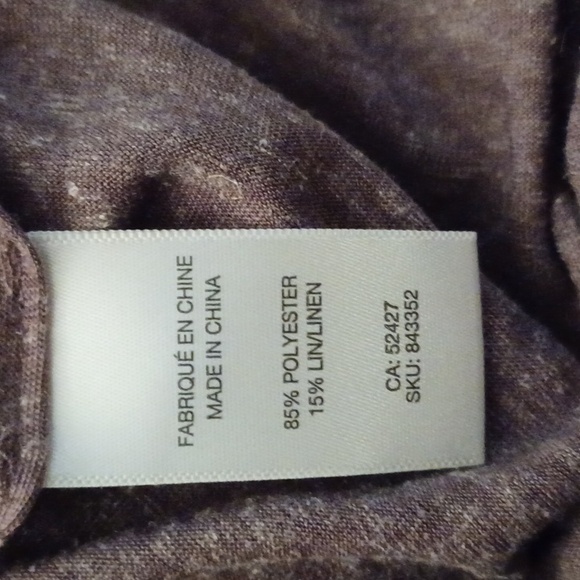 FABRIQUÉ EN CHINE
MADE IN CHINA
85% POLYESTER
15% LIN/LINEN
CA: 52427
SKU: 843352